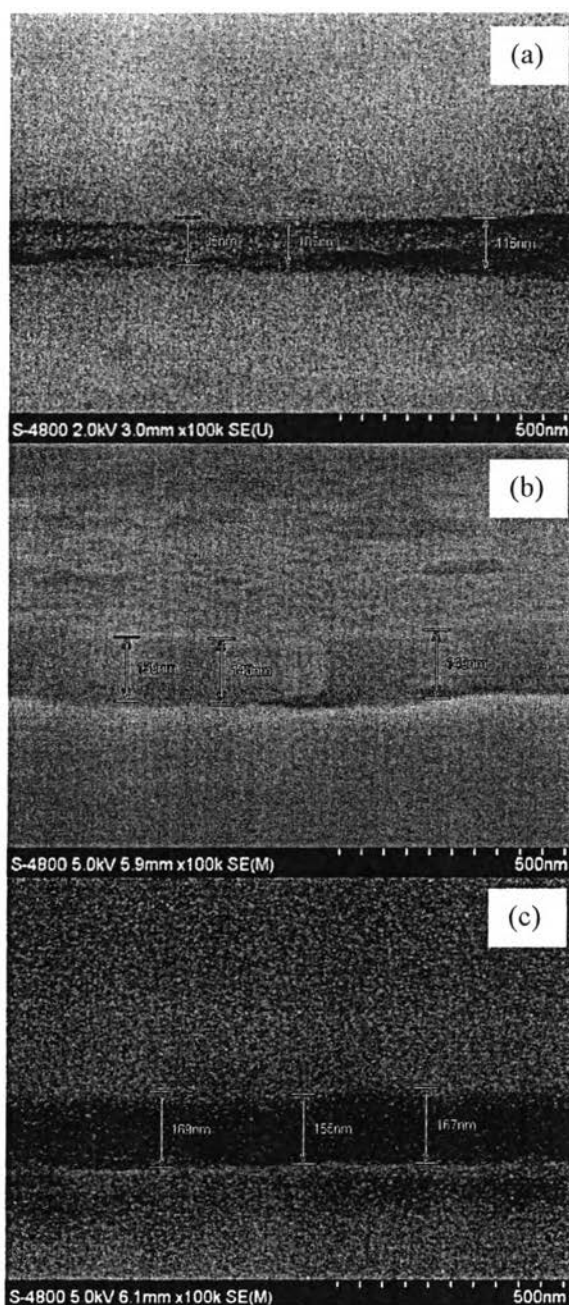 (a)
115nm
S-4800 2.0kV 3.0mm x100k SE(U)
500nm
(b)
S-4800 5.0kV 5.9mm x100k SE(M)
500nm
(c)
169nm
155nm
167nm
S-4800 5.0kV 6.1mm x100k SE(M)
500nm